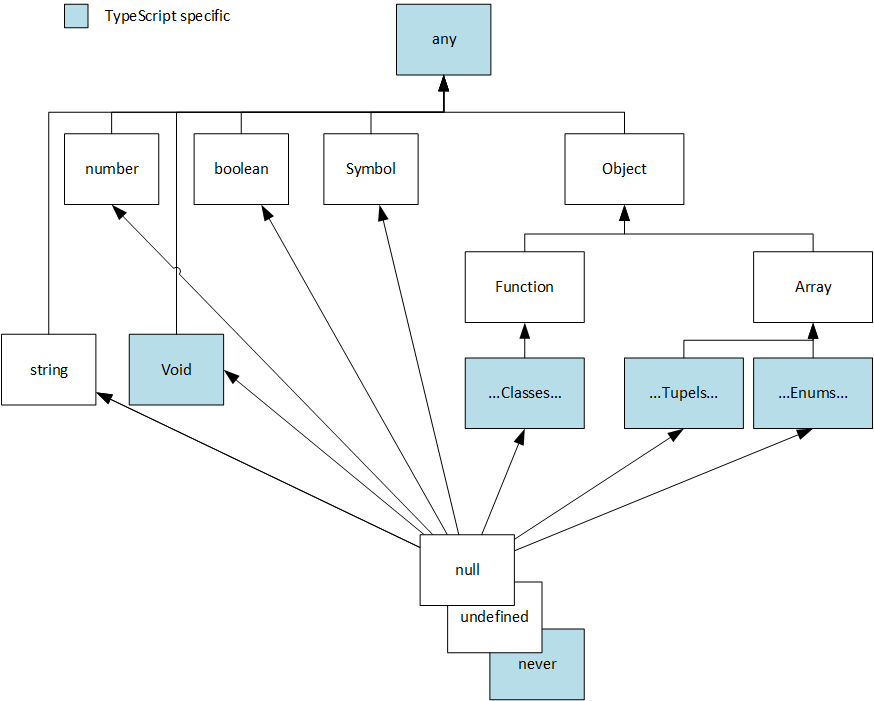 TypeScript specific
any
number
boolean
Symbol
Object
Function
Array
string
Void
...Classes...
...Tupels...
...Enums...
null
undefined
never